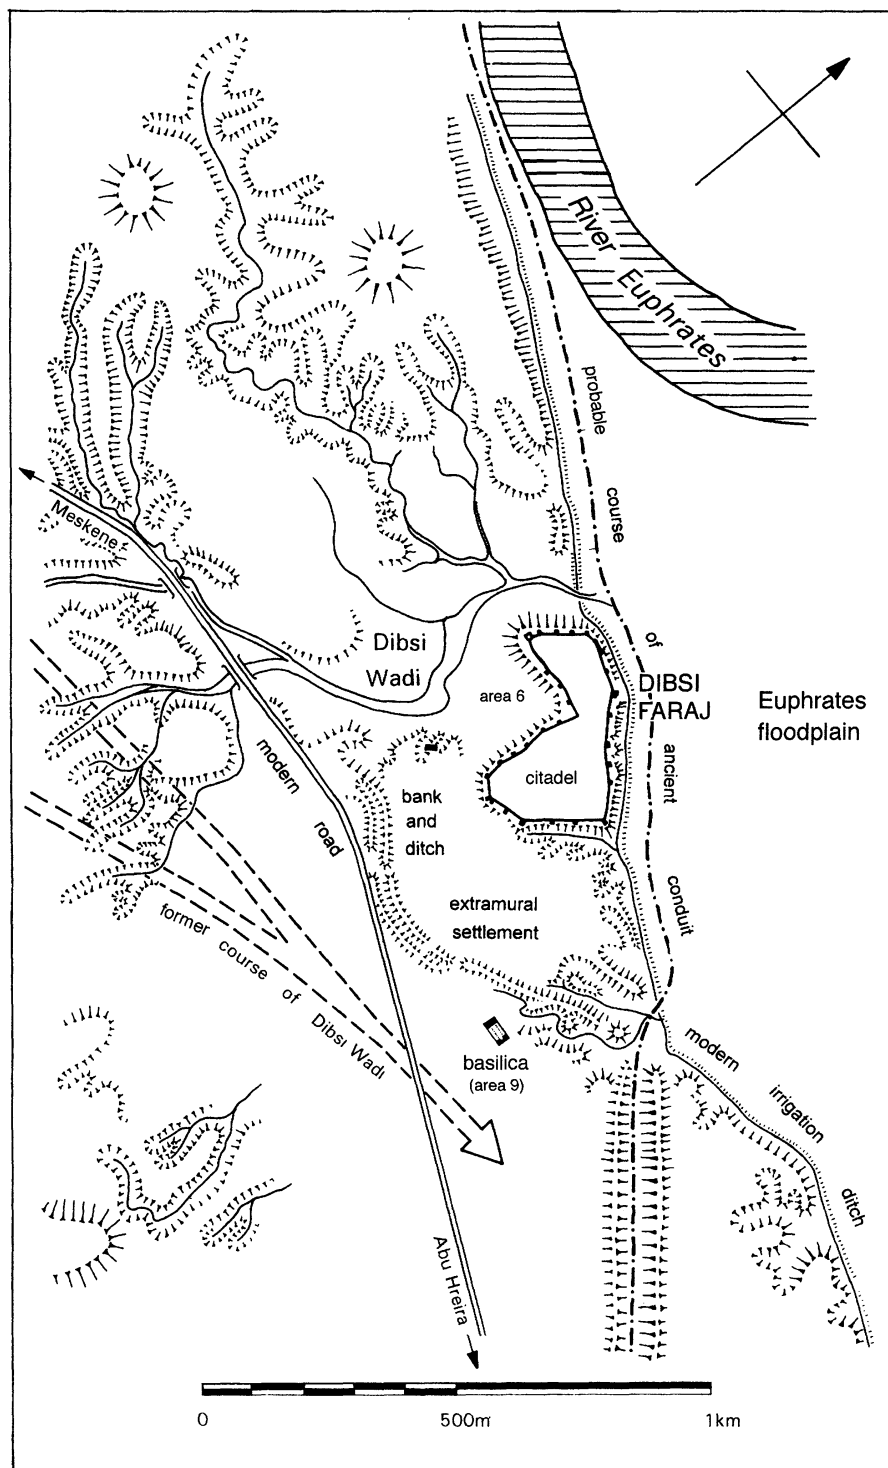 River Euphrates
probable course of ancient conduit
Meskene
Dibsi
Wadi
area 6
DIBSI
FARAJ
Euphrates
floodplain
citadel
modern road
bank
and
ditch
extramural
settlement
former course of Dibsi Wadi
basilica
(area 9)
modern irrigation ditch
Abu Hreira
0 500m 1km